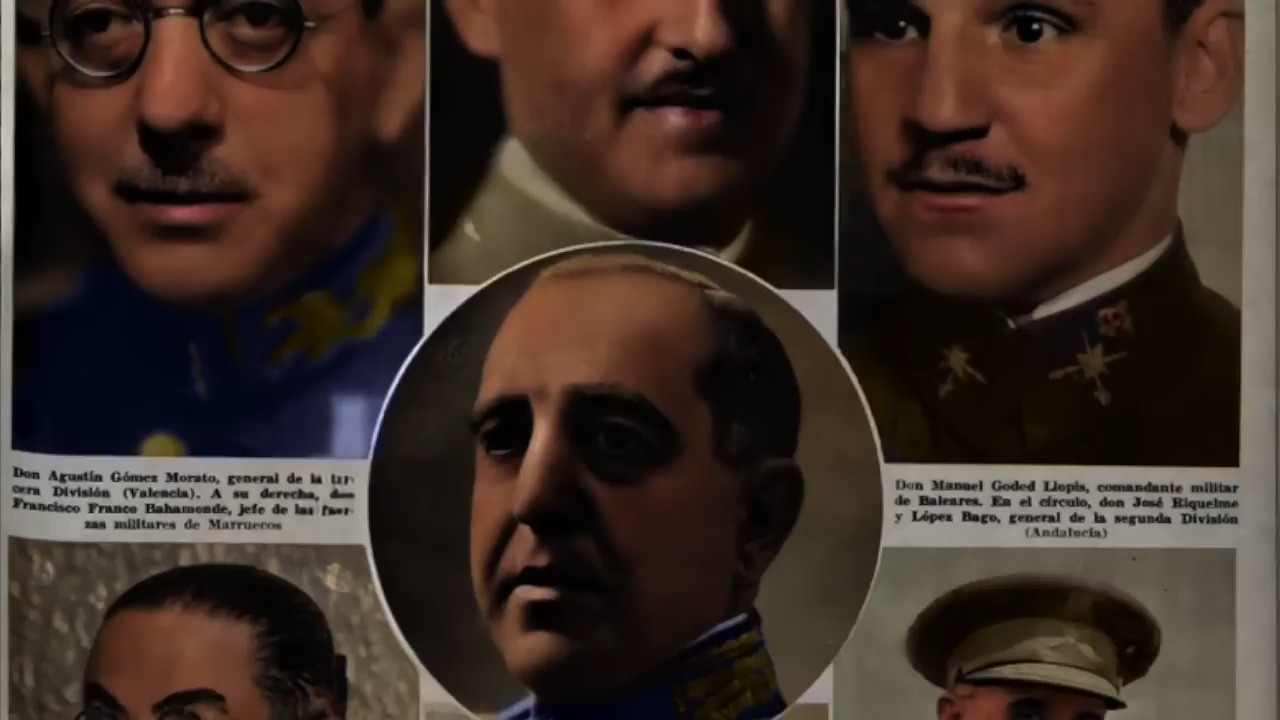 Don Agustín Gómez Morato, general de la ter-
cera División (Valencia). A su derecha, don
Francisco Franco Bahamonde, jefe de las fuer-
zas militares de Marruecos
Don Manuel Goded Llopis, comandante militar
de Baleares. En el círculo, don José Riquelme
y López Bago, general de la segunda División
(Andalucía)